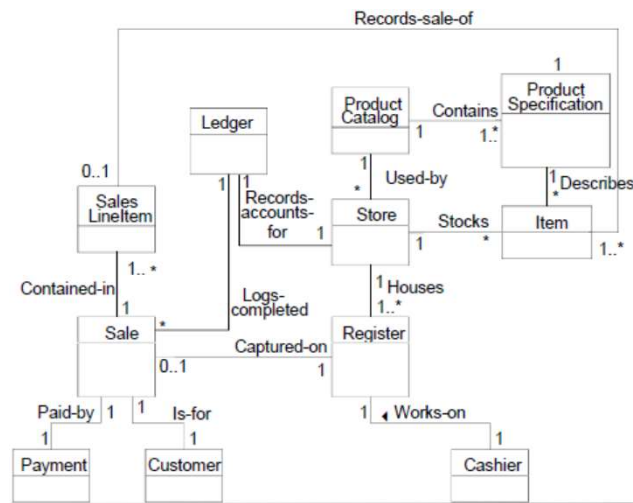 Records-sale-of
1
Product
Specification
Product
Catalog
Contains
1
1..*
Ledger
0..1
1
1
1
*
Used-by
1
*
Describes
Sales
LineItem
Records-
accounts-
for
1
Store
Stocks
1
*
Item
1..*
1..*
Contained-in
1
Logs-
completed
*
1
Houses
1..*
Sale
Captured-on
0..1
1
Register
Paid-by
1
1
Is-for
1
Works-on
1
1
1
Payment
Customer
Cashier